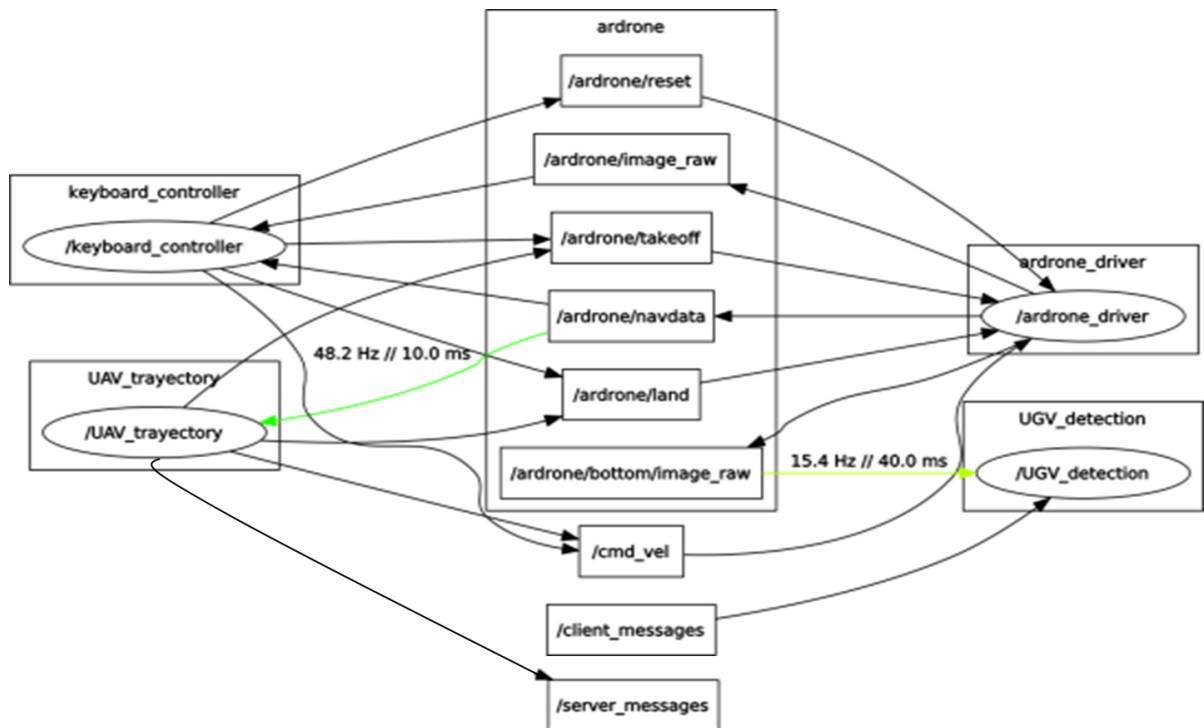 ardrone
/ardrone/reset
/ardrone/image_raw
keyboard_controller
/keyboard_controller
/ardrone/takeoff
ardrone_driver
/ardrone_driver
/ardrone/navdata
48.2 Hz // 10.0 ms
UAV_trayectory
/UAV_trayectory
/ardrone/land
UGV_detection
/UGV_detection
/ardrone/bottom/image_raw
15.4 Hz // 40.0 ms
/cmd_vel
/client_messages
/server_messages